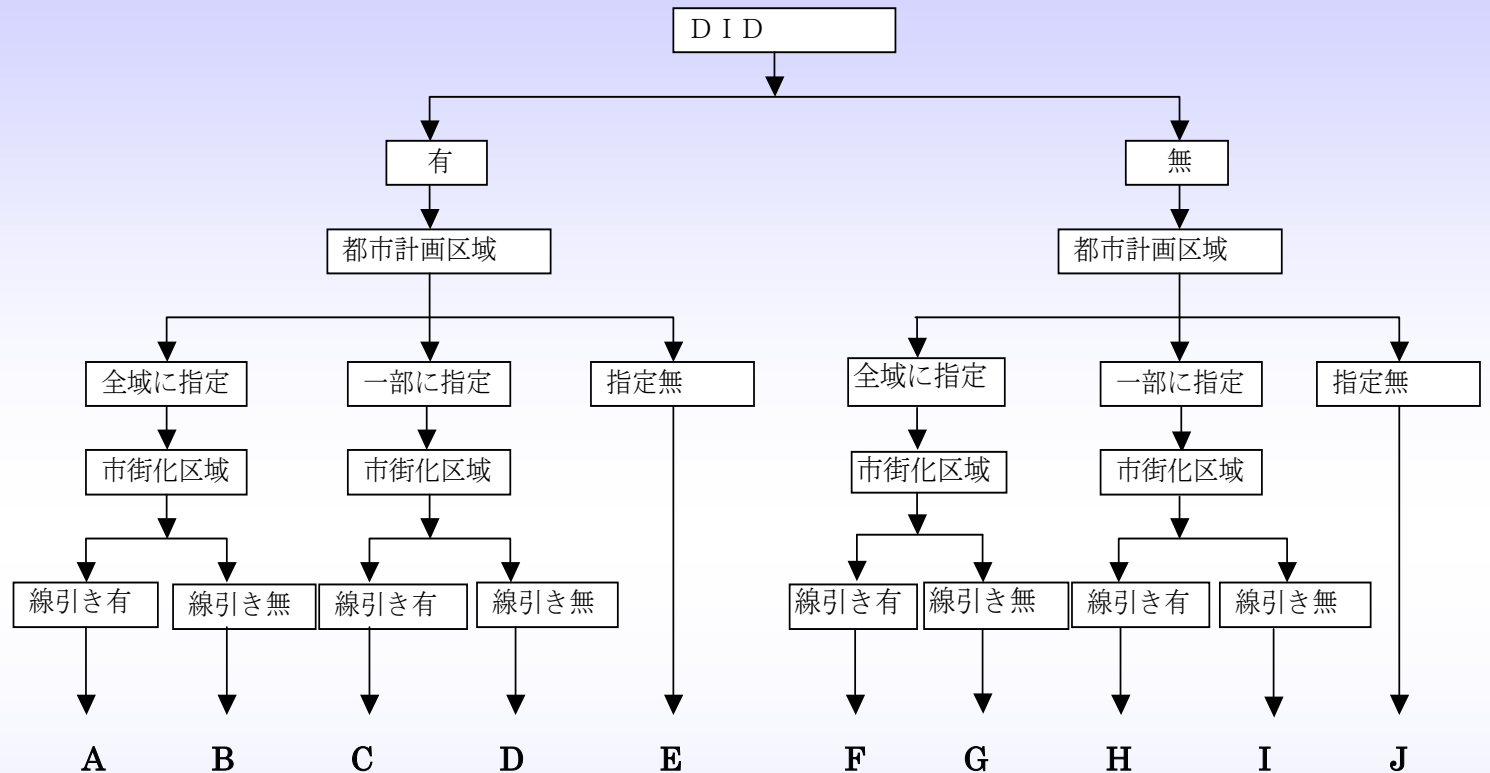 ＤＩＤ
有
無
都市計画区域
都市計画区域
全域に指定
一部に指定
指定無
全域に指定
一部に指定
指定無
市街化区域
市街化区域
市街化区域
市街化区域
線引き有
線引き無
線引き有
線引き無
線引き有
線引き無
線引き有
線引き無
A B C D E F G H I J